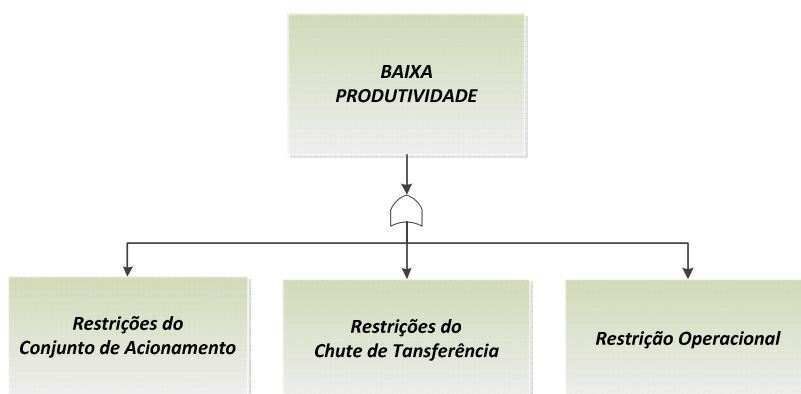 BAIXA
PRODUTIVIDADE
Restrições do
Conjunto de Acionamento
Restrições do
Chute de Tansferência
Restrição Operacional